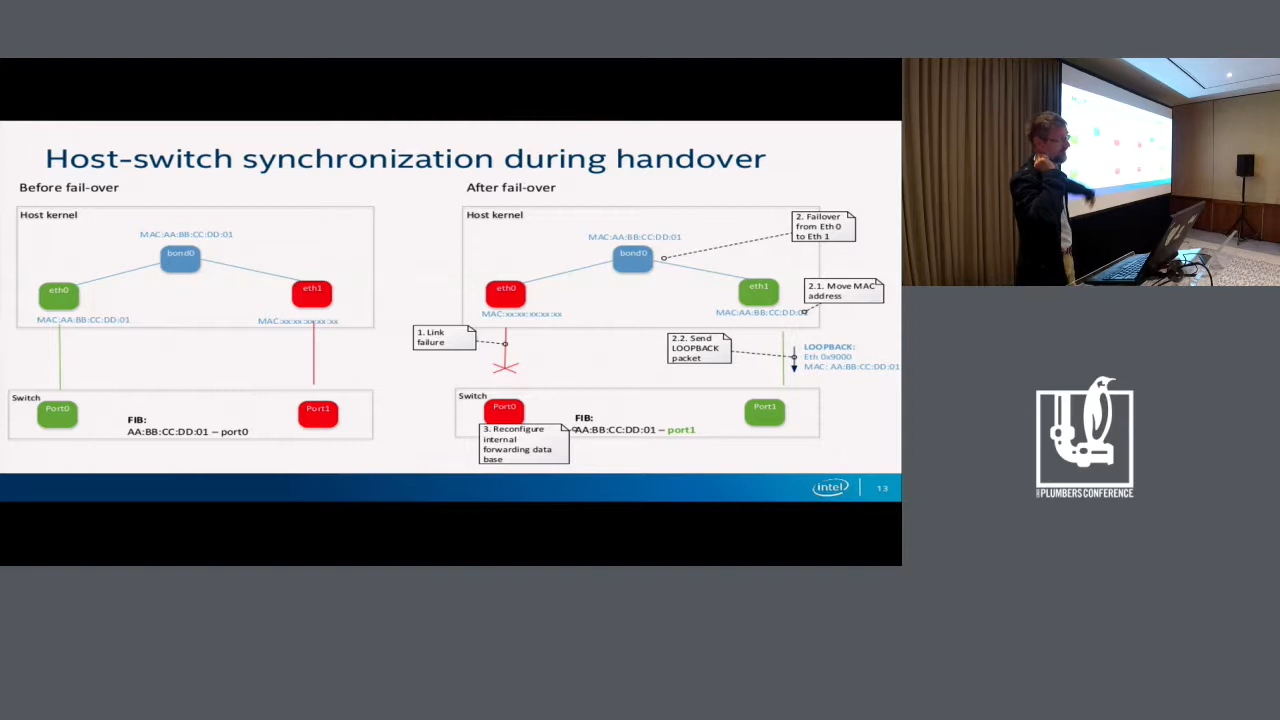 Host-switch synchronization during handover
Before fail-over
Host kernel
MAC:AA:BB:CC:DD:01
bond0
eth0
eth1
MAC:AA:BB:CC:DD:01
MAC:xx:xx:xx:xx:xx
Switch
Port0
Port1
FIB:
AA:BB:CC:DD:01 – port0
After fail-over
Host kernel
MAC:AA:BB:CC:DD:01
bond0
2. Failover
from Eth 0
to Eth 1
eth0
eth1
2.1. Move MAC
address
MAC:xx:xx:xx:xx:xx
MAC:AA:BB:CC:DD:0
1. Link
failure
2.2. Send
LOOPBACK
packet
LOOPBACK:
Eth 0x9000
MAC: AA:BB:CC:DD:01
Switch
Port0
Port1
FIB:
AA:BB:CC:DD:01 – port1
3. Reconfigure
internal
forwarding data
base
intel
13
PLUMBERS CONFERENCE